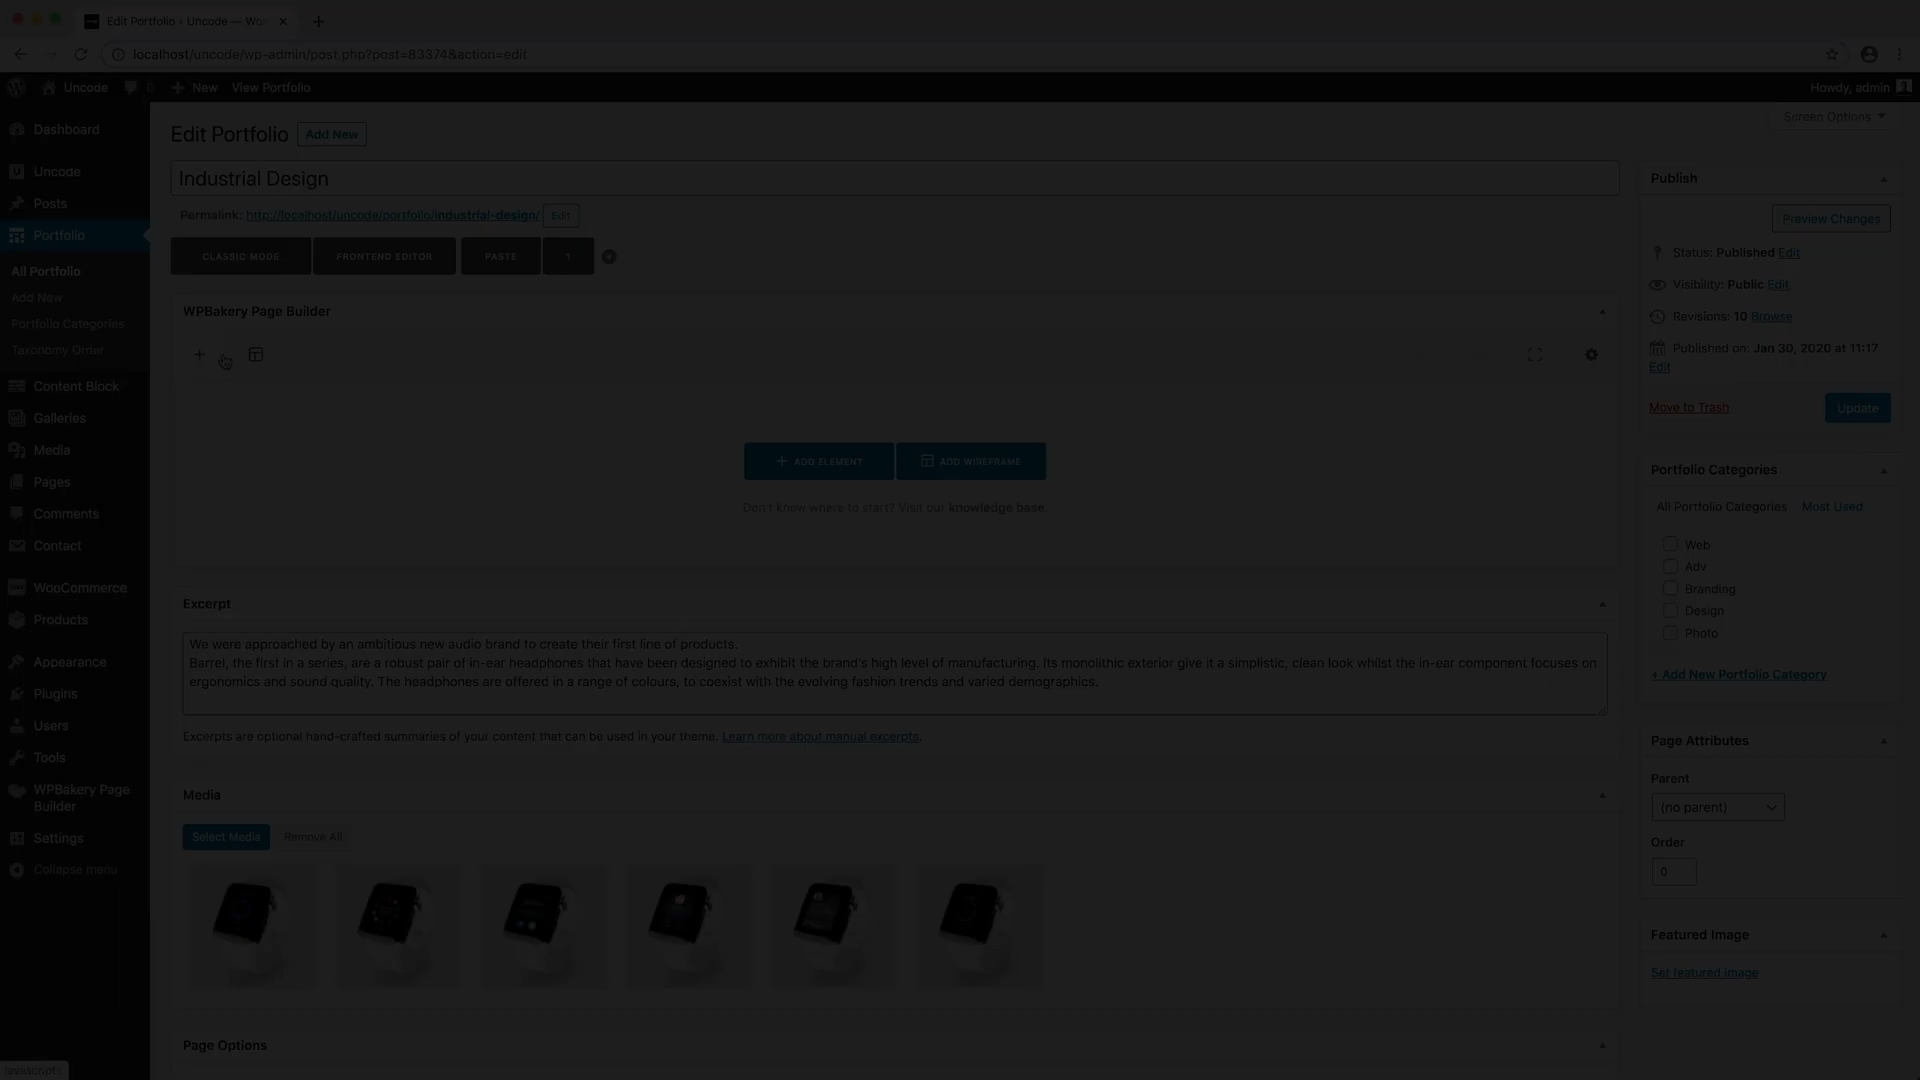 Edit Portfolio ‹ Uncode — Wor
localhost/uncode/wp-admin/post.php?post=83374&action=edit
Uncode
0
New
View Portfolio
Howdy, admin
Dashboard
Uncode
Posts
Portfolio
All Portfolio
Add New
Portfolio Categories
Taxonomy Order
Content Block
Galleries
Media
Pages
Comments
Contact
WooCommerce
Products
Appearance
Plugins
Users
Tools
WPBakery Page
Builder
Settings
Collapse menu
javascript:
Screen Options
Edit Portfolio
Add New
Industrial Design
Permalink: http://localhost/uncode/portfolio/industrial-design/ Edit
CLASSIC MODE
FRONTEND EDITOR
PASTE
1
WPBakery Page Builder
ADD ELEMENT
ADD WIREFRAME
Don't know where to start? Visit our knowledge base.
Excerpt
We were approached by an ambitious new audio brand to create their first line of products.
Barrel, the first in a series, are a robust pair of in-ear headphones that have been designed to exhibit the brand's high level of manufacturing. Its monolithic exterior give it a simplistic, clean look whilst the in-ear component focuses on
ergonomics and sound quality. The headphones are offered in a range of colours, to coexist with the evolving fashion trends and varied demographics.
Excerpts are optional hand-crafted summaries of your content that can be used in your theme. Learn more about manual excerpts.
Media
Select Media
Remove All
Page Options
Publish
Preview Changes
Status: Published Edit
Visibility: Public Edit
Revisions: 10 Browse
Published on: Jan 30, 2020 at 11:17
Edit
Move to Trash
Update
Portfolio Categories
All Portfolio Categories
Most Used
Web
Adv
Branding
Design
Photo
+ Add New Portfolio Category
Page Attributes
Parent
(no parent)
Order
0
Featured Image
Set featured image